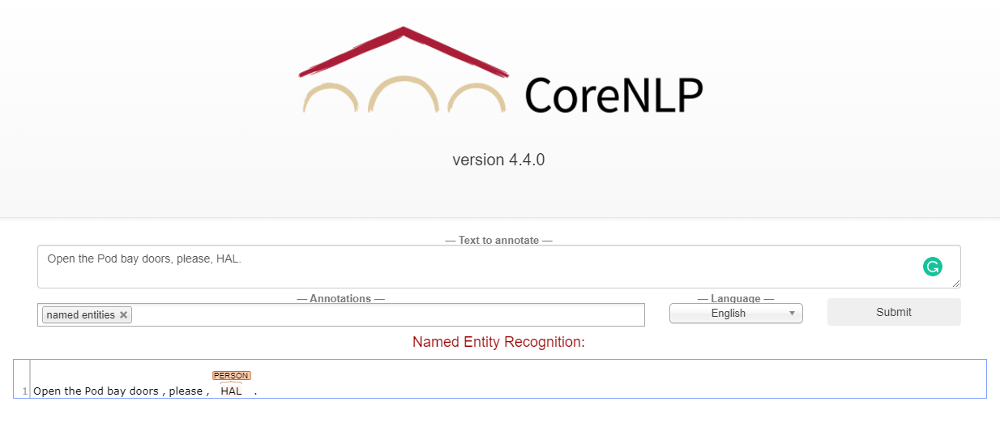 CoreNLP
version 4.4.0
— Text to annotate —
Open the Pod bay doors, please, HAL.
— Annotations —
— Language —
named entities ×
English
Submit
Named Entity Recognition:
PERSON
1 Open the Pod bay doors , please , HAL .